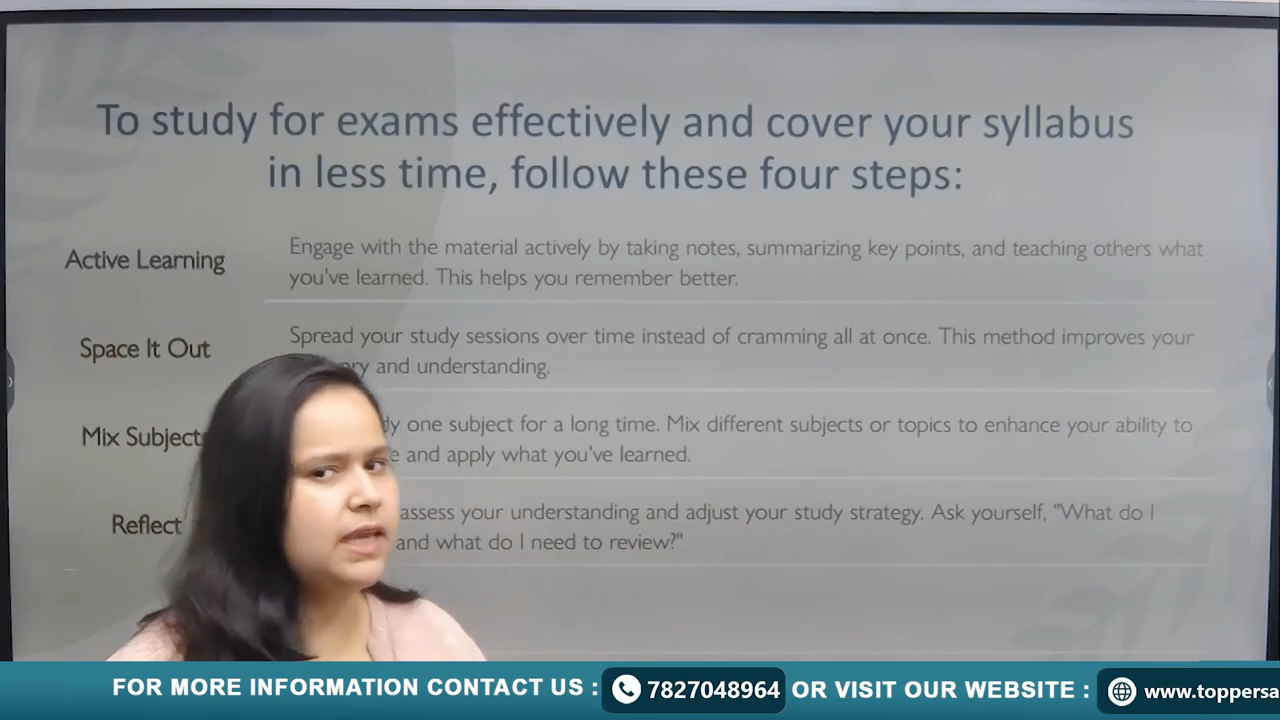 To study for exams effectively and cover your syllabus
in less time, follow these four steps:
Active Learning
Engage with the material actively by taking notes, summarizing key points, and teaching others what
you've learned. This helps you remember better.
Space It Out
Spread your study sessions over time instead of cramming all at once. This method improves your
and understanding.
Mix Subjects
one subject for a long time. Mix different subjects or topics to enhance your ability to
and apply what you've learned.
Reflect
assess your understanding and adjust your study strategy. Ask yourself, "What do I
and what do I need to review?"
FOR MORE INFORMATION CONTACT US : 7827048964 OR VISIT OUR WEBSITE : www.toppersa